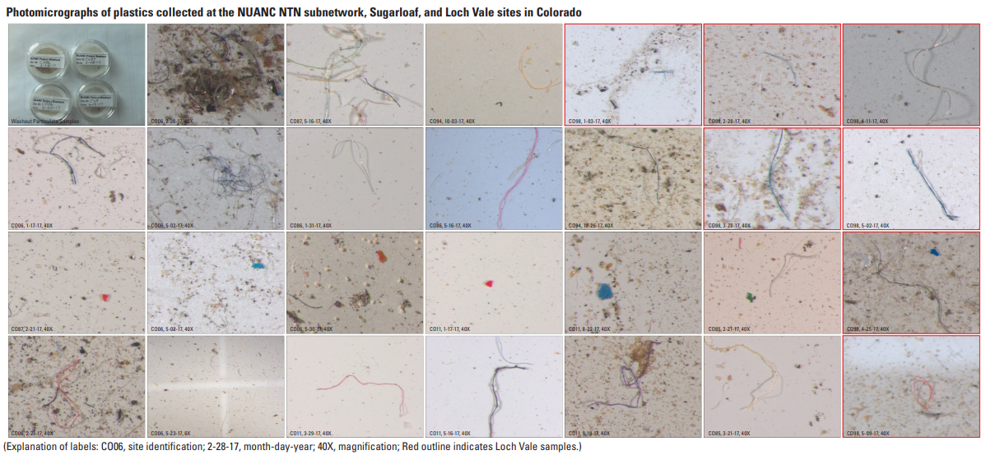 Photomicrographs of plastics collected at the NUANC NTN subnetwork, Sugarloaf, and Loch Vale sites in Colorado
Washout Particulate Samples
CO06, 2-28-17, 40X
CO87, 5-16-17, 40X
CO94, 10-03-17, 40X
CO98, 1-03-17, 40X
CO98, 2-28-17, 40X
CO98, 4-11-17, 40X
CO06, 1-17-17, 40X
CO06, 5-02-17, 40X
CO86, 1-31-17, 40X
CO86, 5-16-17, 40X
CO94, 12-26-17, 40X
CO98, 3-28-17, 40X
CO98, 5-02-17, 40X
CO87, 2-21-17, 40X
CO06, 5-02-17, 40X
CO06, 5-30-17, 40X
CO11, 1-17-17, 40X
CO11, 8-22-17, 40X
CO85, 2-21-17, 40X
CO98, 4-25-17, 40X
CO06, 2-21-17, 40X
CO06, 5-23-17, 6X
CO11, 3-29-17, 40X.
CO11, 5-16-17, 40X
CO11, 9-19-17, 40X
CO85, 3-21-17, 40X
CO98, 5-09-17, 40X
(Explanation of labels: CO06, site identification; 2-28-17, month-day-year; 40X, magnification; Red outline indicates Loch Vale samples.)